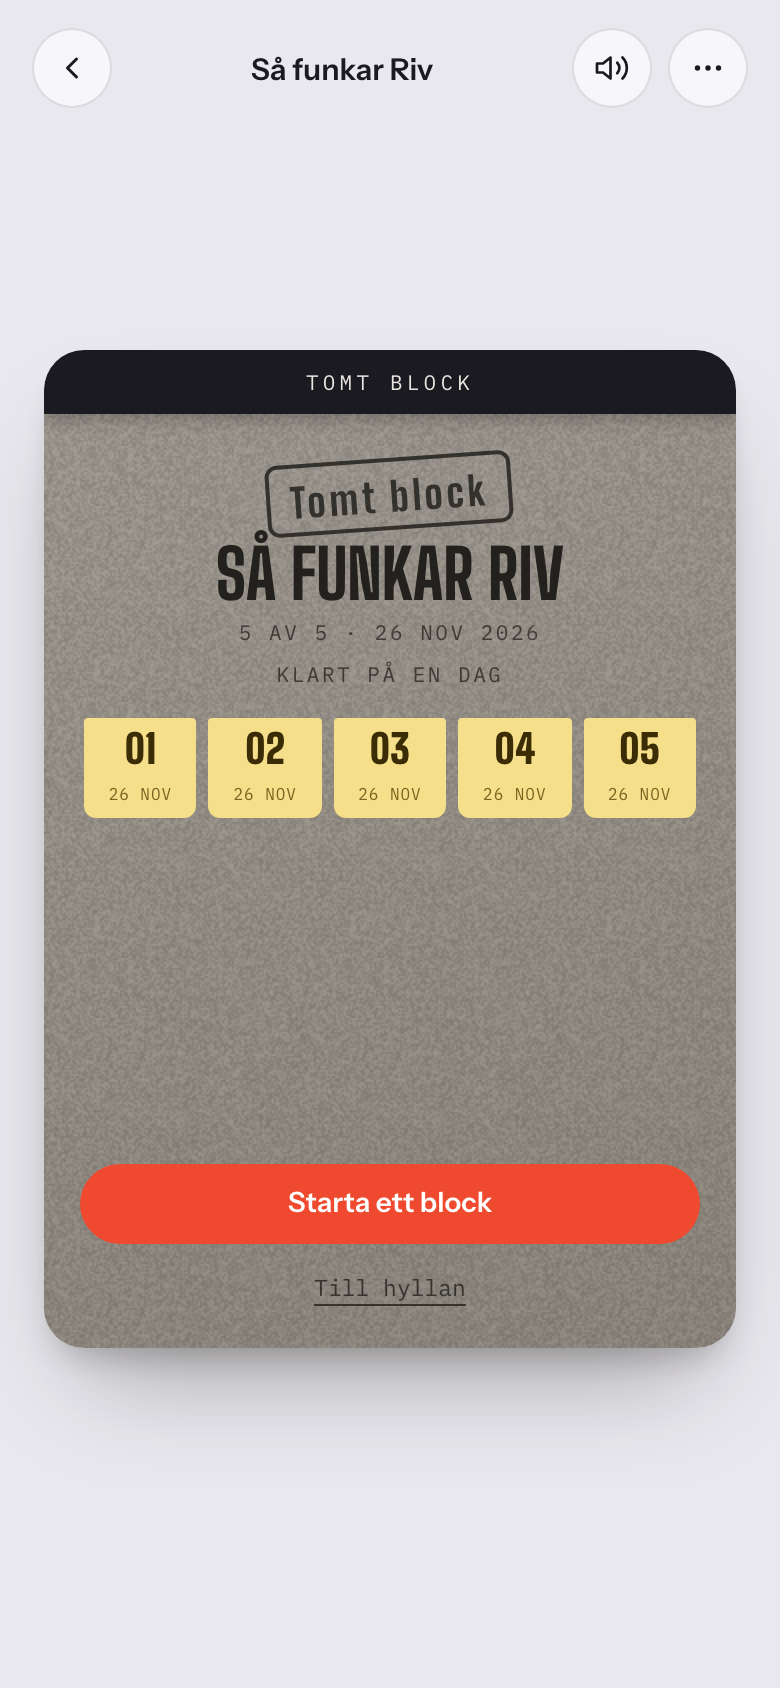 Så funkar Riv
TOMT BLOCK
Tomt block
SÅ FUNKAR RIV
5 AV 5 · 26 NOV 2026
KLART PÅ EN DAG
01 02 03 04 05
26 NOV 26 NOV 26 NOV 26 NOV 26 NOV
Starta ett block
Till hyllan